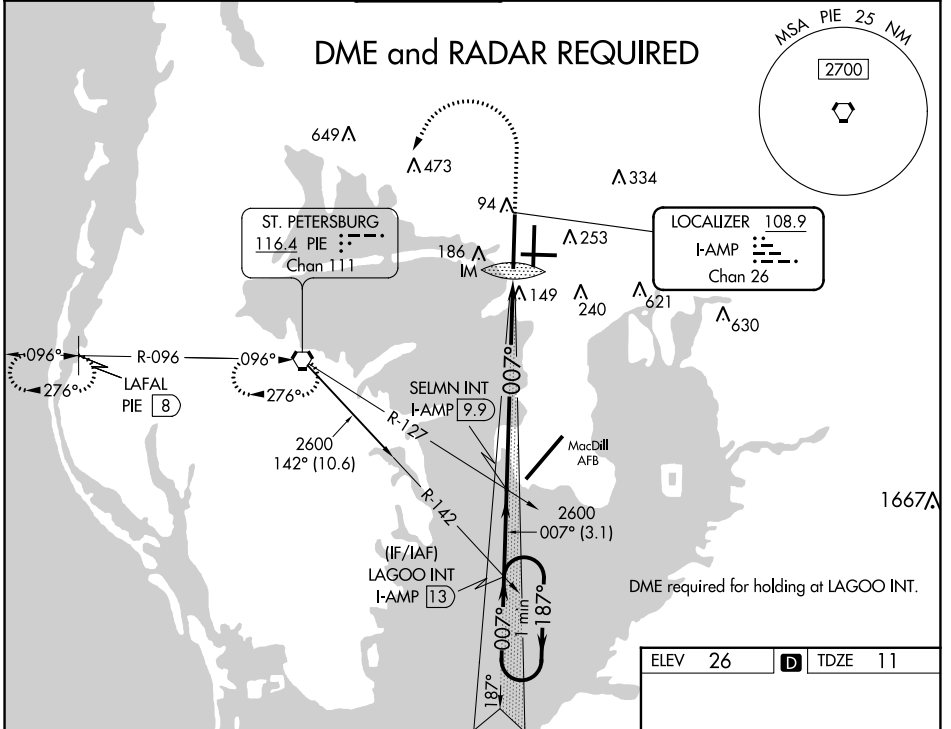 DME and RADAR REQUIRED
MSA PIE 25 NM
2700
649
473
334
94
ST. PETERSBURG
116.4 PIE
Chan 111
LOCALIZER 108.9
I-AMP
Chan 26
253
186
IM
149
240
621
630
096°
R-096
096°
276°
LAFAL
PIE 8
276°
SELMN INT
I-AMP 9.9
007°
R-127
2600
142° (10.6)
MacDill
AFB
R-142
1667
2600
007° (3.1)
(IF/IAF)
LAGOO INT
I-AMP 13
007°
1 min
187°
DME required for holding at LAGOO INT.
187°
ELEV 26 D TDZE 11